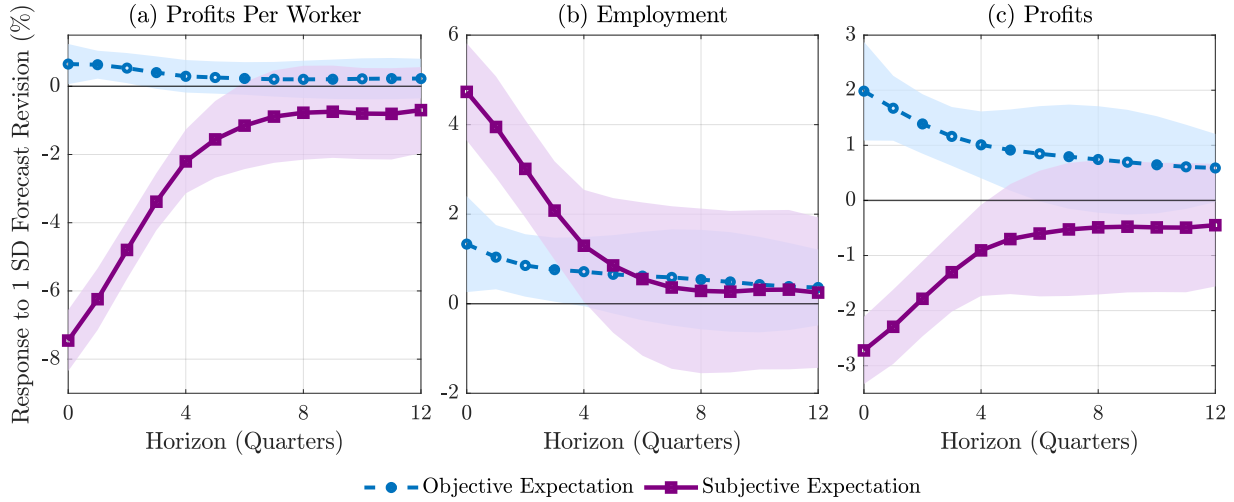 (a) Profits Per Worker
(b) Employment
(c) Profits
Response to 1 SD Forecast Revision (%)
0
-2
-4
-6
-8
0 4 8 12
Horizon (Quarters)
6
4
2
0
-2
0 4 8 12
Horizon (Quarters)
3
2
1
0
-1
-2
-3
0 4 8 12
Horizon (Quarters)
Objective Expectation
Subjective Expectation